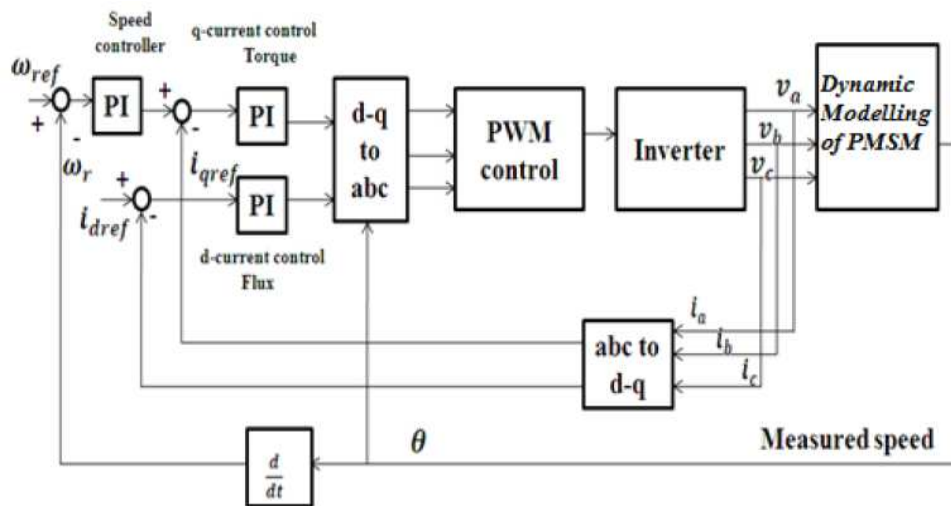 Speed
controller
q-current control
Torque
ω_ref
+
-
ω_r
PI
+
-
i_qref
PI
+
-
i_dref
PI
d-current control
Flux
d-q
to
abc
PWM
control
Inverter
v_a
v_b
v_c
Dynamic
Modelling
of PMSM
i_a
i_b
i_c
abc to
d-q
θ
Measured speed
d
dt